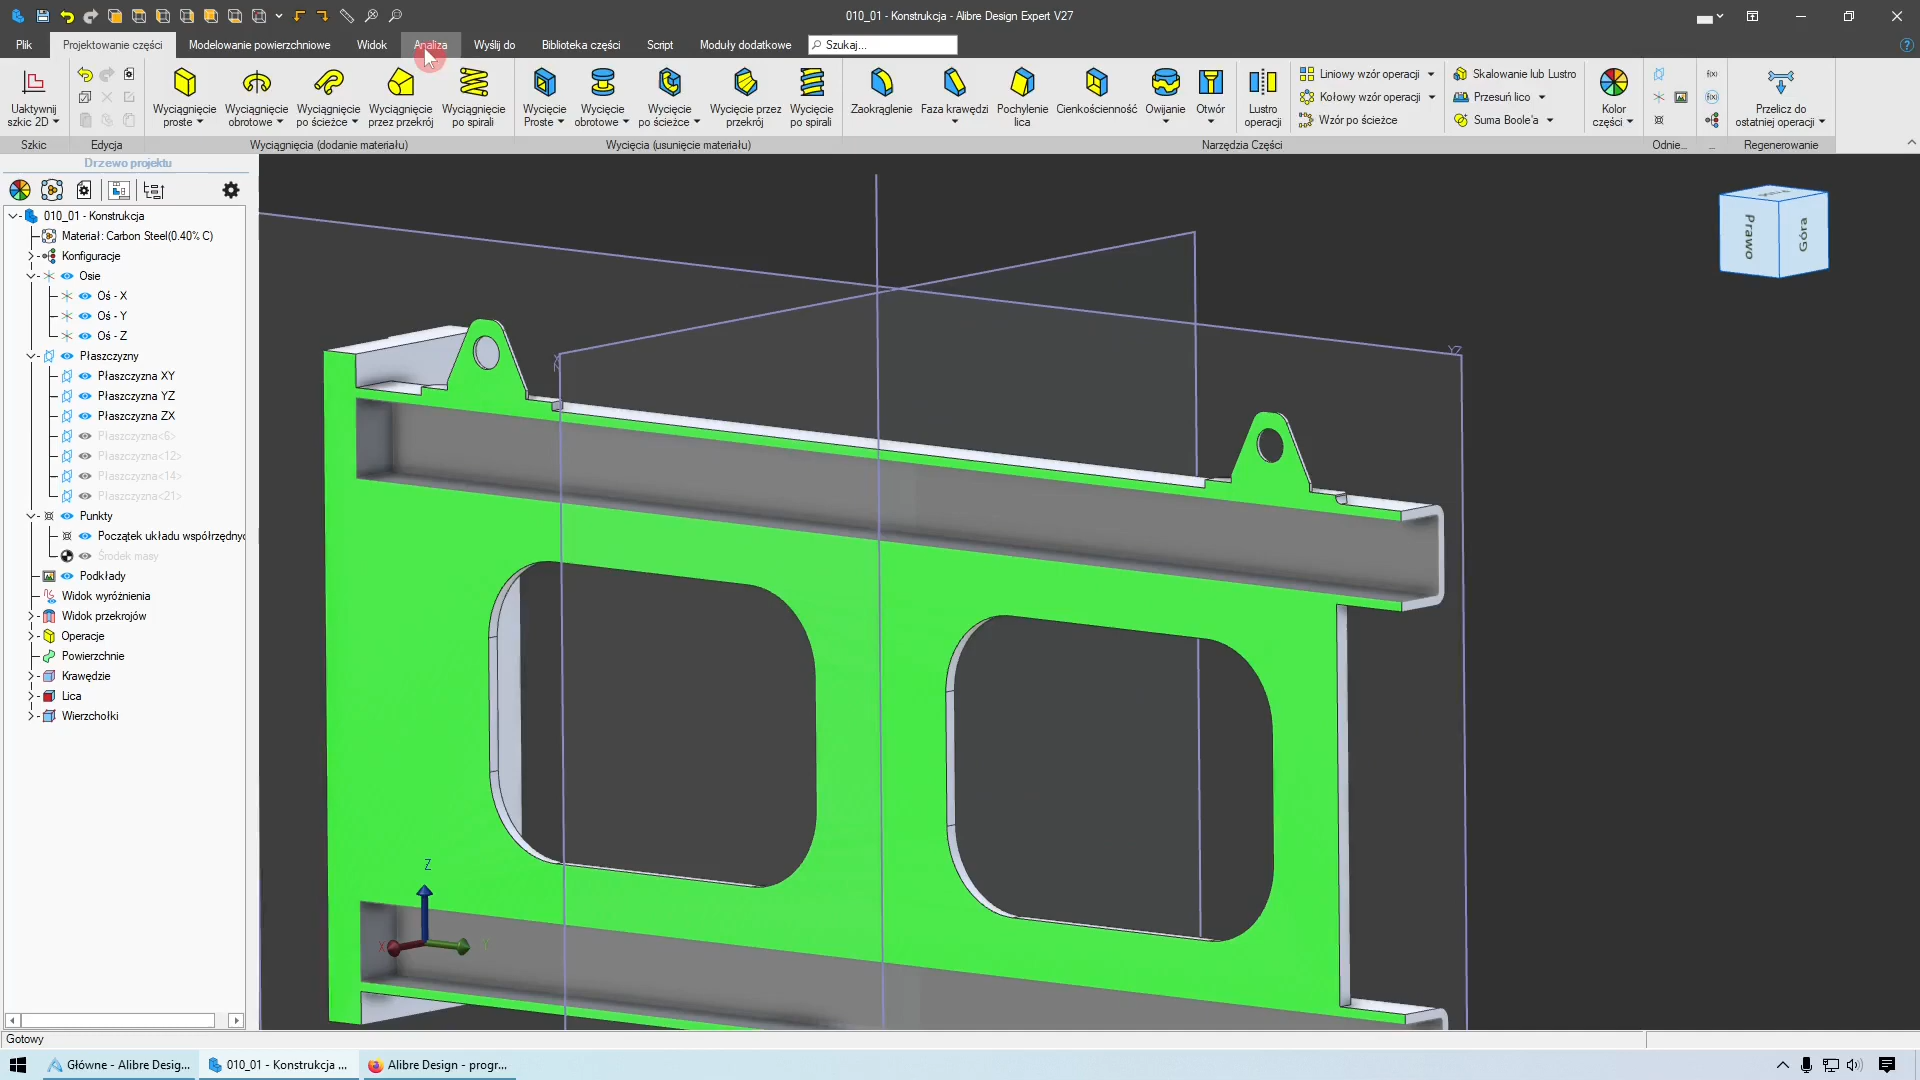 010_01 - Konstrukcja - Alibre Design Expert V27
Plik
Projektowanie części
Modelowanie powierzchniowe
Widok
Analiza
Wyślij do
Biblioteka części
Script
Moduły dodatkowe
Szukaj...
Uaktywnij szkic 2D
Wyciągnięcie proste
Wyciągnięcie obrotowe
Wyciągnięcie po ścieżce
Wyciągnięcie przez przekrój
Wyciągnięcie po spirali
Wycięcie Proste
Wycięcie obrotowe
Wycięcie po ścieżce
Wycięcie przez przekrój
Wycięcie po spirali
Zaokrąglenie
Faza krawędzi
Pochylenie lica
Cienkościenność
Owijanie
Otwór
Lustro operacji
Liniowy wzór operacji
Kołowy wzór operacji
Wzór po ścieżce
Skalowanie lub Lustro
Przesuń lico
Suma Boole'a
Kolor części
Przelicz do ostatniej operacji
Szkic
Edycja
Wyciągnięcia (dodanie materiału)
Wycięcia (usunięcie materiału)
Narzędzia Części
Odnie...
...
Regenerowanie
Drzewo projektu
010_01 - Konstrukcja
Materiał: Carbon Steel(0.40% C)
Konfiguracje
Osie
Oś - X
Oś - Y
Oś - Z
Płaszczyzny
Płaszczyzna XY
Płaszczyzna YZ
Płaszczyzna ZX
Płaszczyzna<6>
Płaszczyzna<12>
Płaszczyzna<14>
Płaszczyzna<21>
Punkty
Początek układu współrzędnyc
Środek masy
Podkłady
Widok wyróżnienia
Widok przekrojów
Operacje
Powierzchnie
Krawędzie
Lica
Wierzchołki
Prawo
Góra
YZ
Z
X
Y
Gotowy
Główne - Alibre Desig...
010_01 - Konstrukcja ...
Alibre Design - progr...